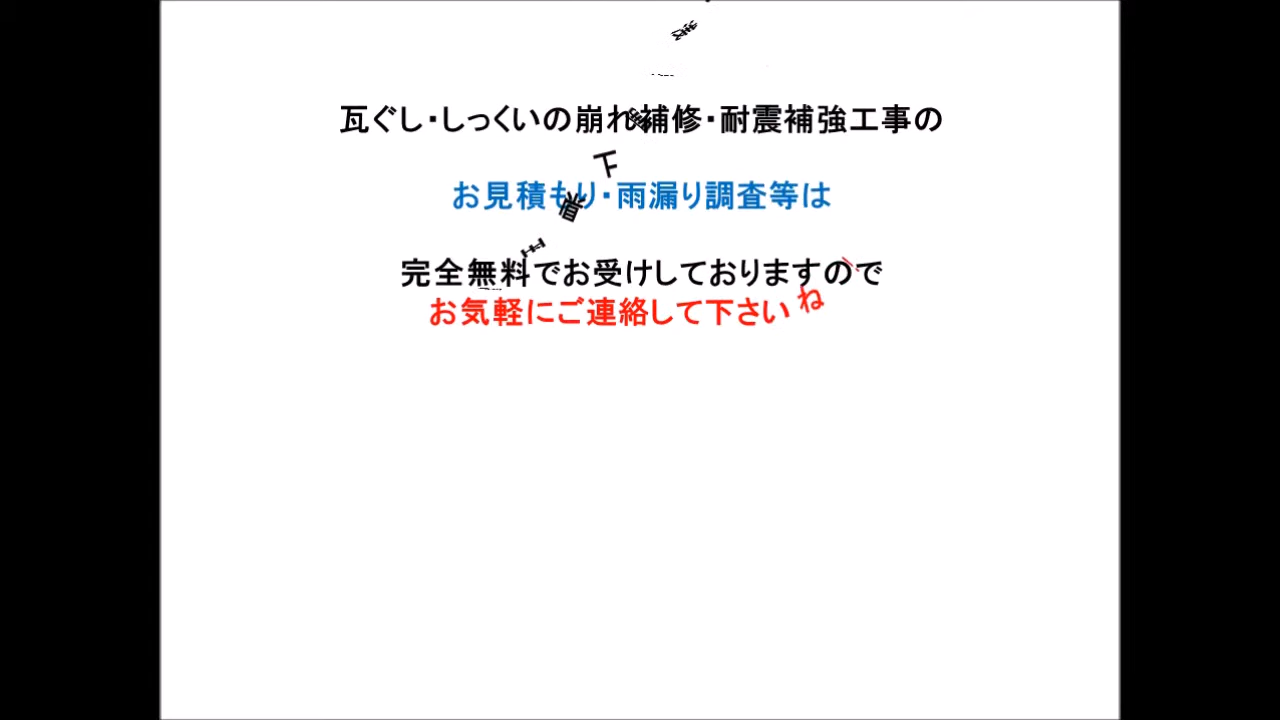 瓦ぐし・しっくいの崩れ補修・耐震補強工事の
お見積もり・雨漏り調査等は
完全無料でお受けしておりますので
お気軽にご連絡して下さいね